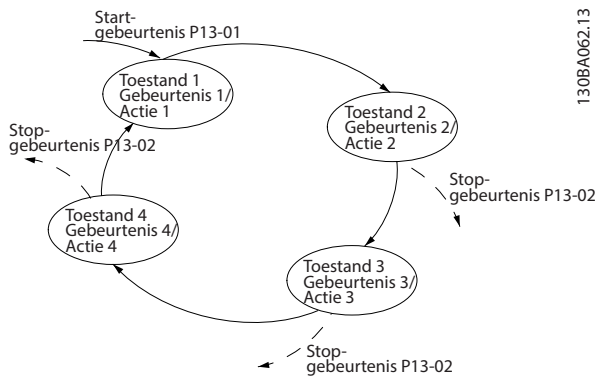 Start-
gebeurtenis P13-01
130BA062.13
Toestand 1
Gebeurtenis 1/
Actie 1
Toestand 2
Gebeurtenis 2/
Actie 2
Stop-
gebeurtenis P13-02
Stop-
gebeurtenis P13-02
Toestand 4
Gebeurtenis 4/
Actie 4
Toestand 3
Gebeurtenis 3/
Actie 3
Stop-
gebeurtenis P13-02